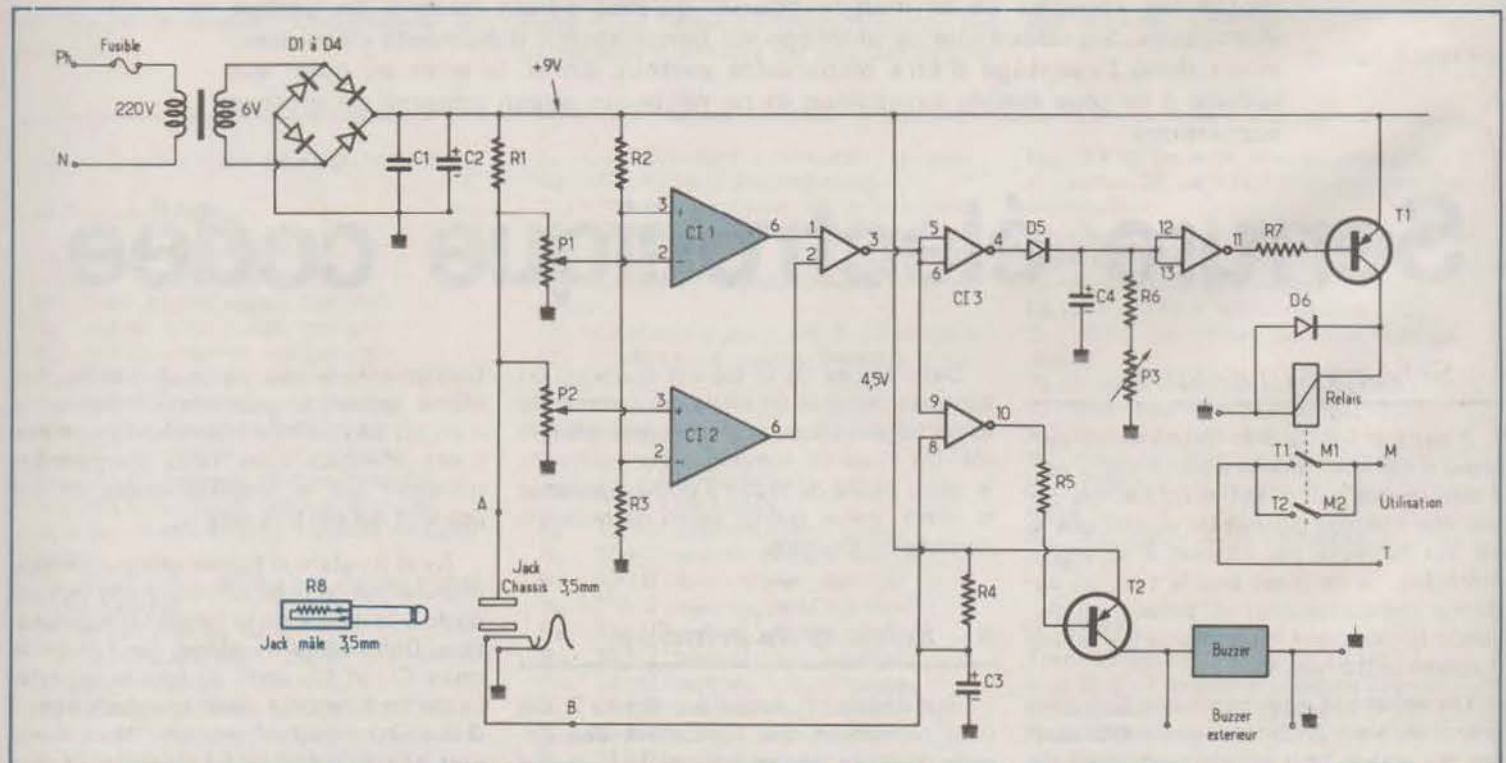 Ph
Fusible
D1 à D4
220V
6V
N
C1
C2
+
-
+9V
R1
R2
P1
3
+
2
-
CI 1
6
1
2
3
5
6
4
CI 3
D5
C4
+
R6
P3
12
13
11
R7
T1
D6
Relais
P2
3
+
2
-
CI 2
6
R3
4,5V
9
8
10
R5
T1
M1
M
T2
M2
Utilisation
T
A
Jack
Chassis 3,5mm
R8
Jack mâle 3,5mm
B
R4
C3
+
-
T2
Buzzer
Buzzer
exterieur